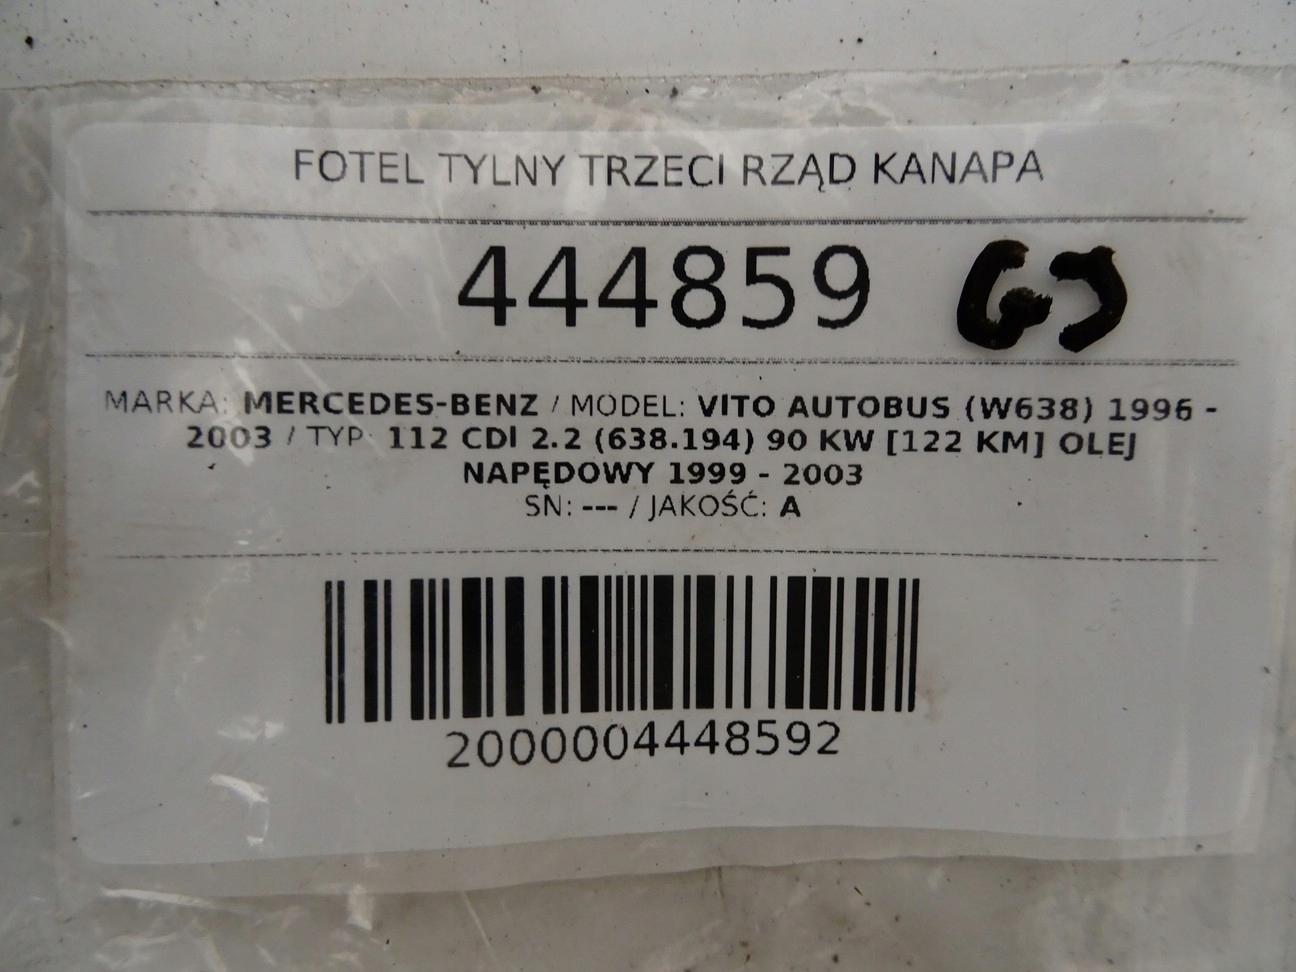 FOTEL TYLNY TRZECI RZĄD KANAPA
444859
MARKA: MERCEDES-BENZ / MODEL: VITO AUTOBUS (W638) 1996 -
2003 / TYP: 112 CDI 2.2 (638.194) 90 KW [122 KM] OLEJ
NAPĘDOWY 1999 - 2003
SN: --- / JAKOŚĆ: A
2000004448592